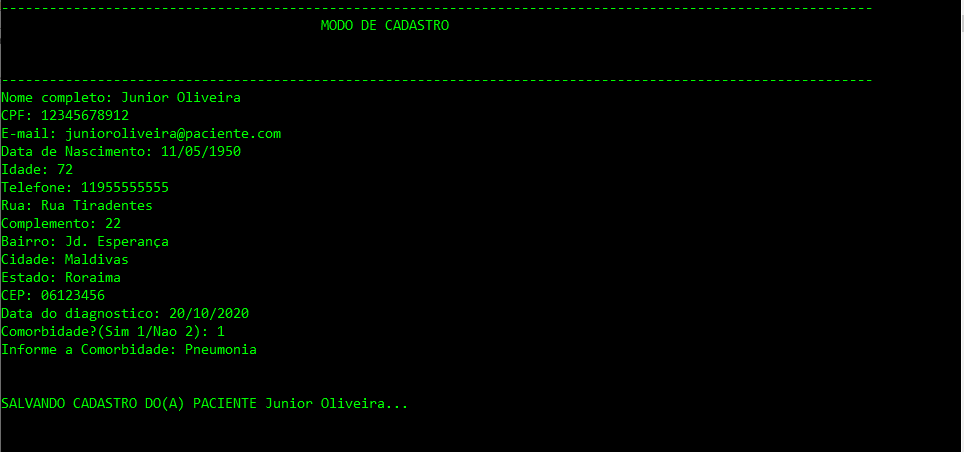 -------------------------------------------------------------------------------------------------------------
MODO DE CADASTRO
-------------------------------------------------------------------------------------------------------------
Nome completo: Junior Oliveira
CPF: 12345678912
E-mail: junioroliveira@paciente.com
Data de Nascimento: 11/05/1950
Idade: 72
Telefone: 11955555555
Rua: Rua Tiradentes
Complemento: 22
Bairro: Jd. Esperança
Cidade: Maldivas
Estado: Roraima
CEP: 06123456
Data do diagnostico: 20/10/2020
Comorbidade?(Sim 1/Nao 2): 1
Informe a Comorbidade: Pneumonia
SALVANDO CADASTRO DO(A) PACIENTE Junior Oliveira...